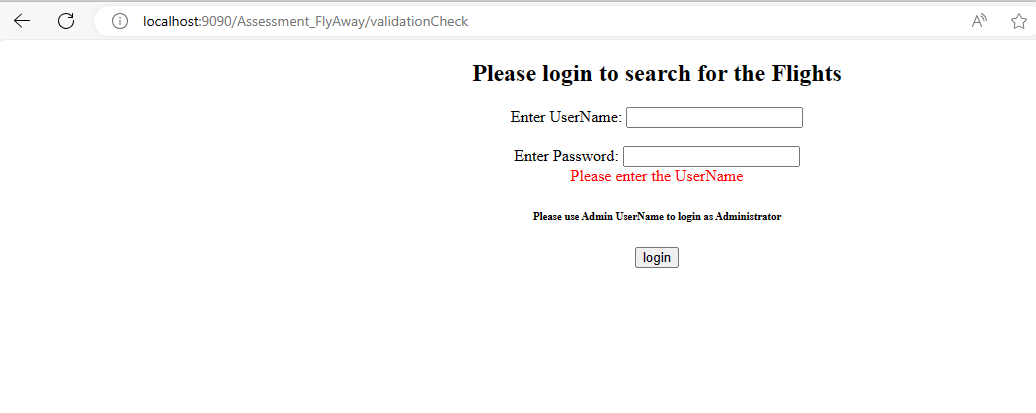 localhost:9090/Assessment_FlyAway/validationCheck
Please login to search for the Flights
Enter UserName:
Enter Password:
Please enter the UserName
Please use Admin UserName to login as Administrator
login